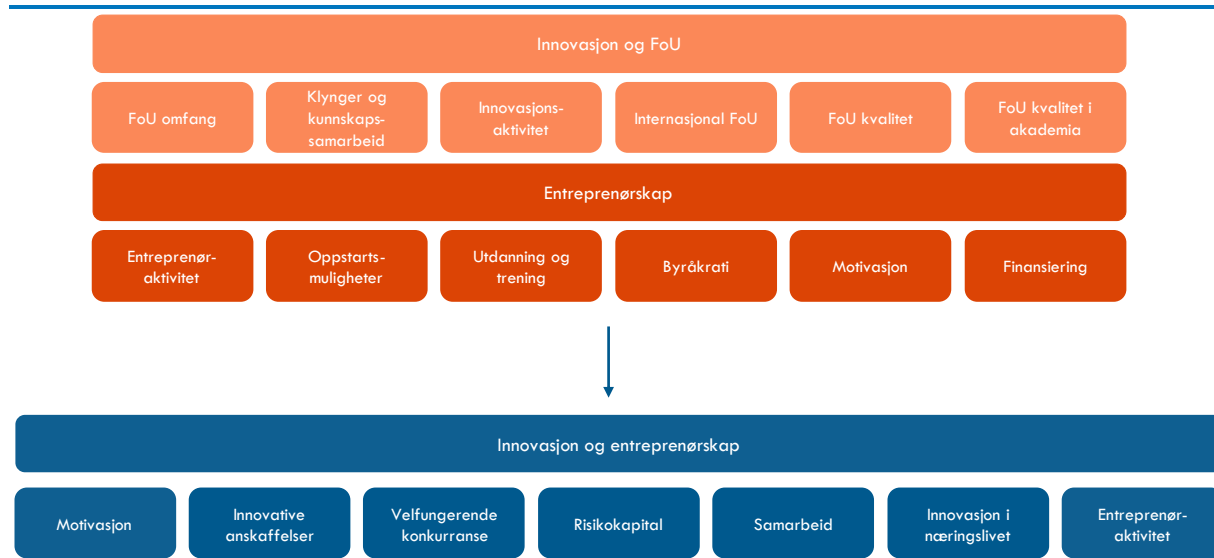 Innovasjon og FoU
FoU omfang
Klynger og
kunnskaps-
samarbeid
Innovasjons-
aktivitet
Internasjonal FoU
FoU kvalitet
FoU kvalitet i
akademia
Entreprenørskap
Entreprenør-
aktivitet
Oppstarts-
muligheter
Utdanning og
trening
Byråkrati
Motivasjon
Finansiering
Innovasjon og entreprenørskap
Motivasjon
Innovative
anskaffelser
Velfungerende
konkurranse
Risikokapital
Samarbeid
Innovasjon i
næringslivet
Entreprenør-
aktivitet